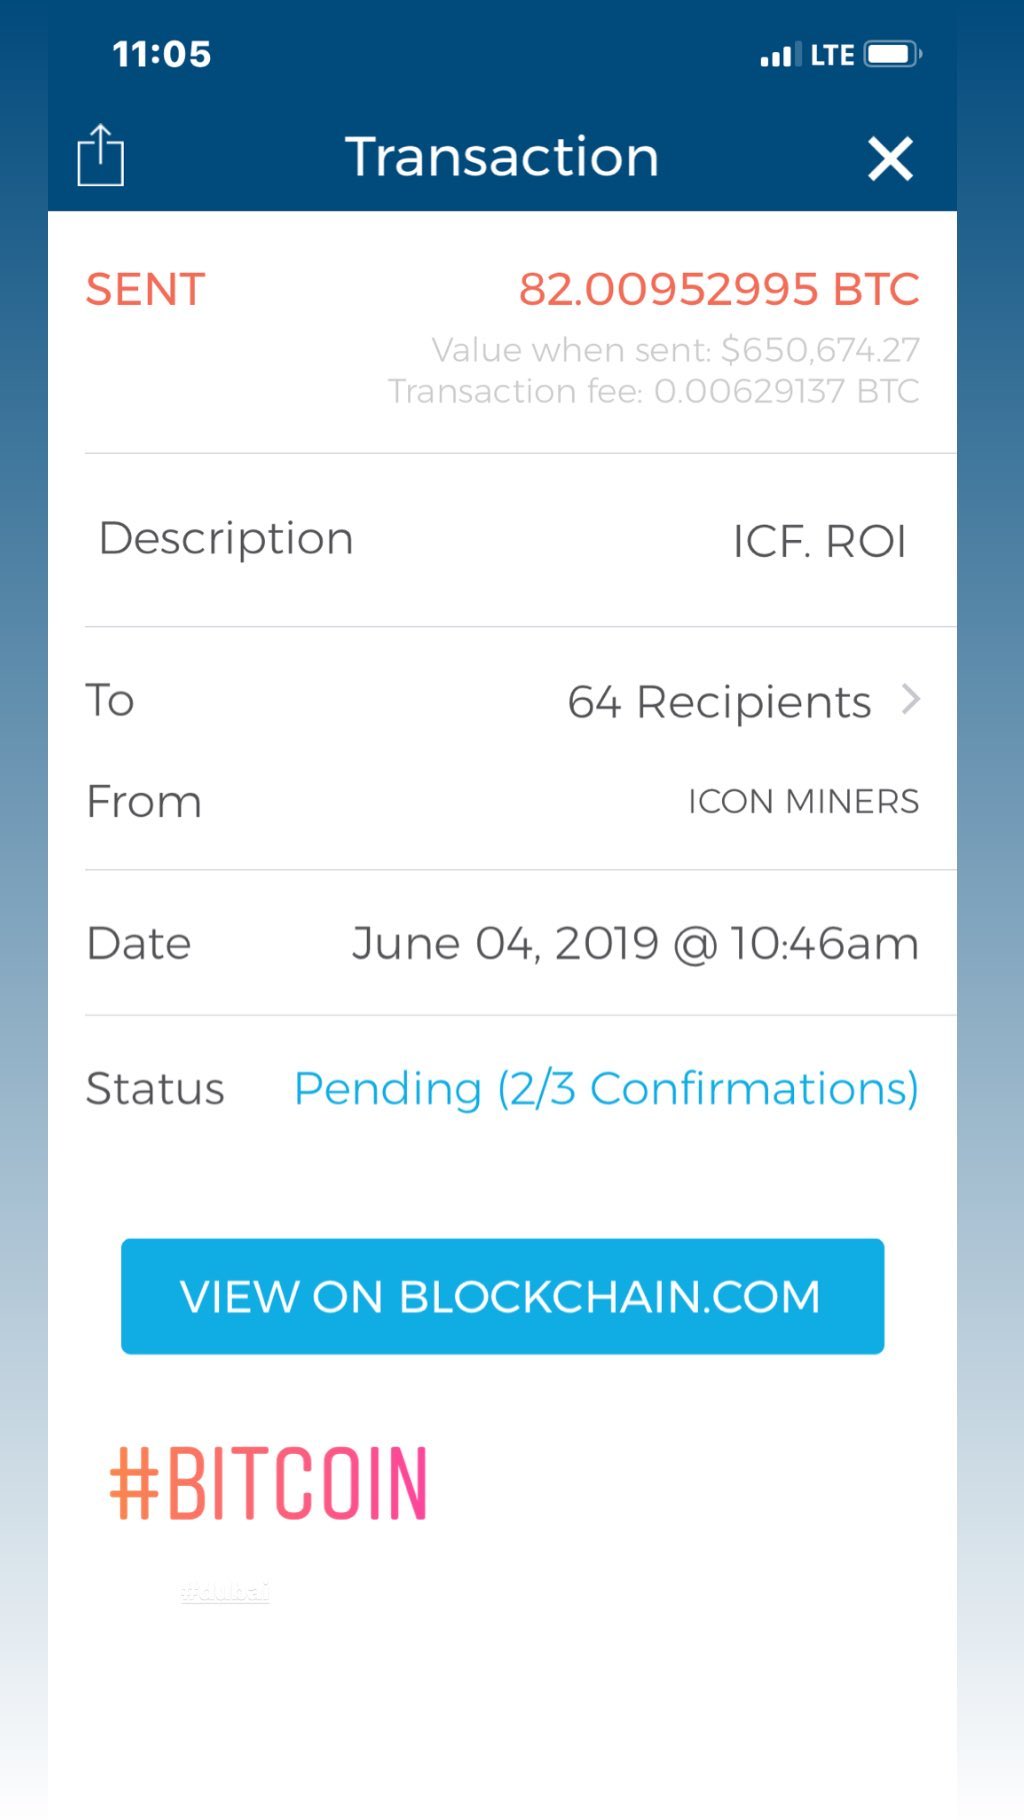 11:05
LTE
Transaction
SENT 82.00952995 BTC
Value when sent: $650,674.27
Transaction fee: 0.00629137 BTC
Description ICF. ROI
To 64 Recipients
From ICON MINERS
Date June 04, 2019 @ 10:46am
Status Pending (2/3 Confirmations)
VIEW ON BLOCKCHAIN.COM
#BITCOIN
#dubai